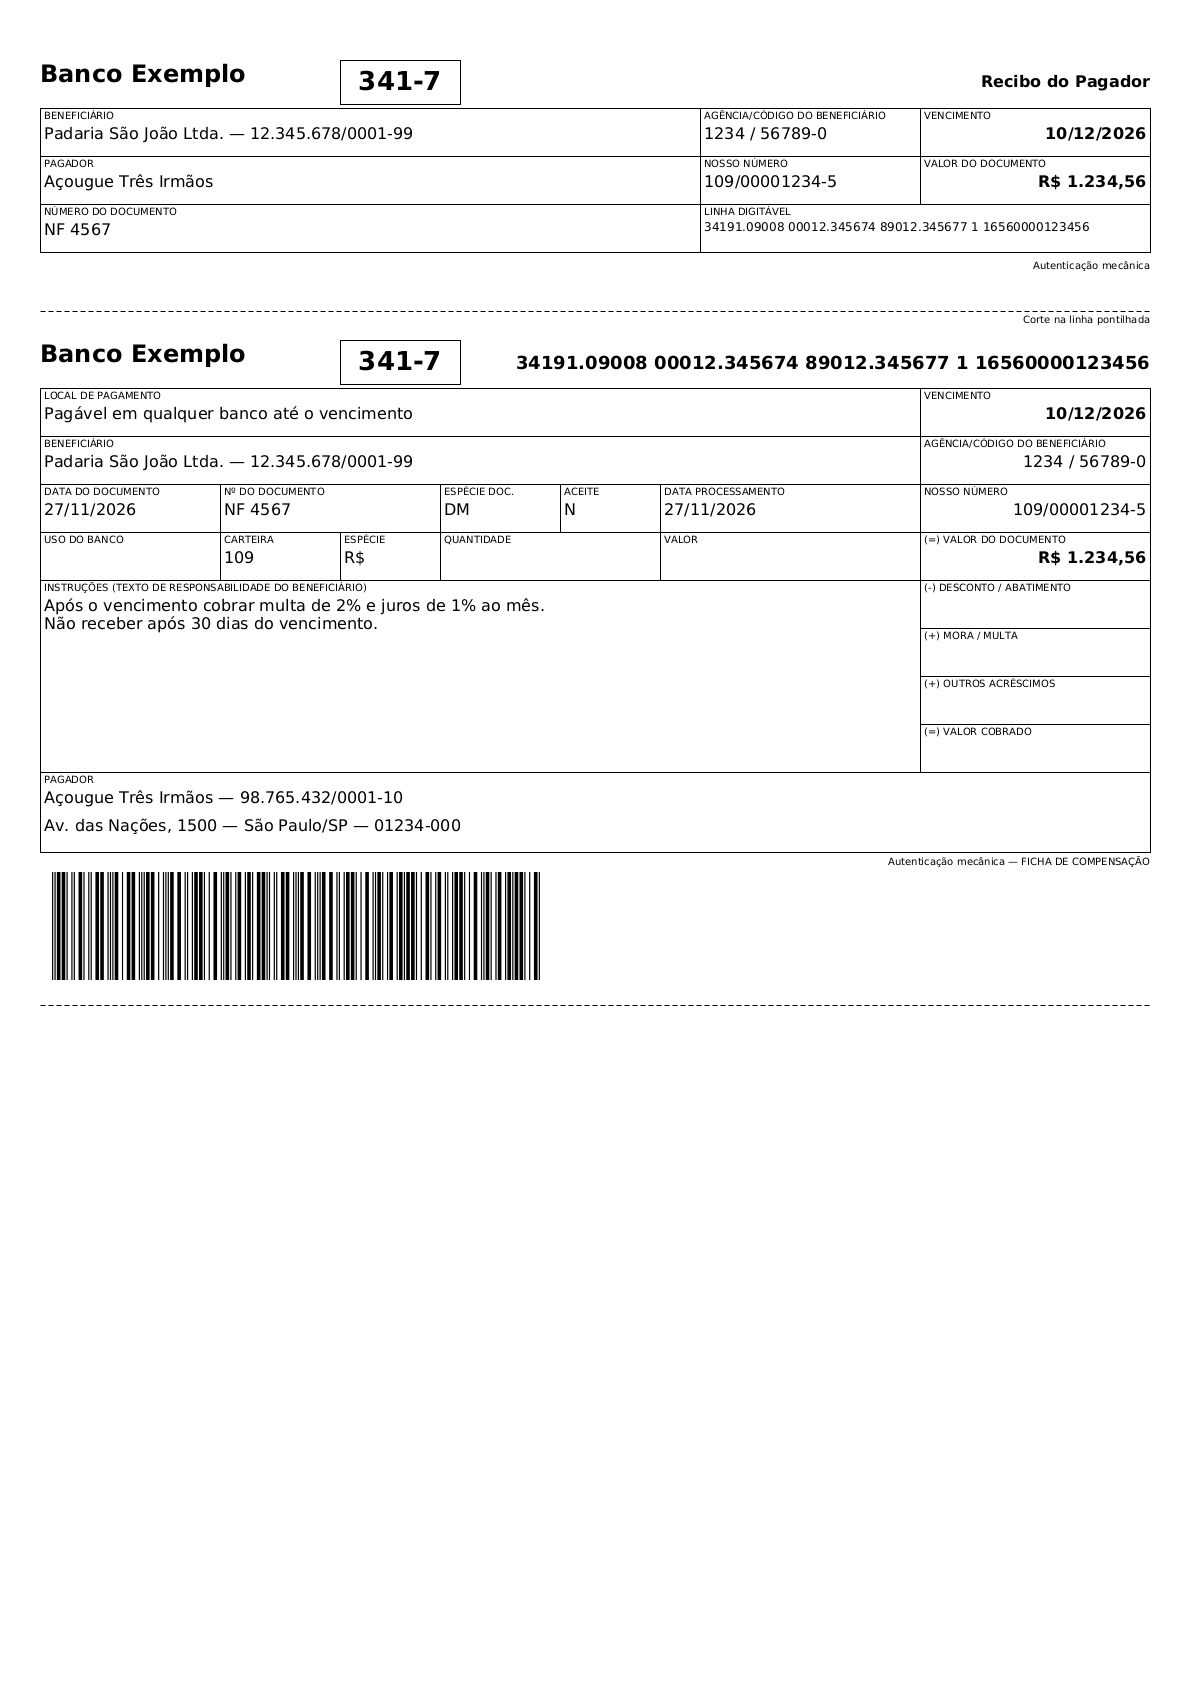 Banco Exemplo 341-7 Recibo do Pagador
BENEFICIÁRIO AGÊNCIA/CÓDIGO DO BENEFICIÁRIO VENCIMENTO
Padaria São João Ltda. — 12.345.678/0001-99 1234 / 56789-0 10/12/2026
PAGADOR NOSSO NÚMERO VALOR DO DOCUMENTO
Açougue Três Irmãos 109/00001234-5 R$ 1.234,56
NÚMERO DO DOCUMENTO LINHA DIGITÁVEL
NF 4567 34191.09008 00012.345674 89012.345677 1 16560000123456
Autenticação mecânica
Corte na linha pontilhada
Banco Exemplo 341-7 34191.09008 00012.345674 89012.345677 1 16560000123456
LOCAL DE PAGAMENTO VENCIMENTO
Pagável em qualquer banco até o vencimento 10/12/2026
BENEFICIÁRIO AGÊNCIA/CÓDIGO DO BENEFICIÁRIO
Padaria São João Ltda. — 12.345.678/0001-99 1234 / 56789-0
DATA DO DOCUMENTO Nº DO DOCUMENTO ESPÉCIE DOC. ACEITE DATA PROCESSAMENTO NOSSO NÚMERO
27/11/2026 NF 4567 DM N 27/11/2026 109/00001234-5
USO DO BANCO CARTEIRA ESPÉCIE QUANTIDADE VALOR (=) VALOR DO DOCUMENTO
109 R$ R$ 1.234,56
INSTRUÇÕES (TEXTO DE RESPONSABILIDADE DO BENEFICIÁRIO) (-) DESCONTO / ABATIMENTO
Após o vencimento cobrar multa de 2% e juros de 1% ao mês.
Não receber após 30 dias do vencimento.
(+) MORA / MULTA
(+) OUTROS ACRÉSCIMOS
(=) VALOR COBRADO
PAGADOR
Açougue Três Irmãos — 98.765.432/0001-10
Av. das Nações, 1500 — São Paulo/SP — 01234-000
Autenticação mecânica — FICHA DE COMPENSAÇÃO